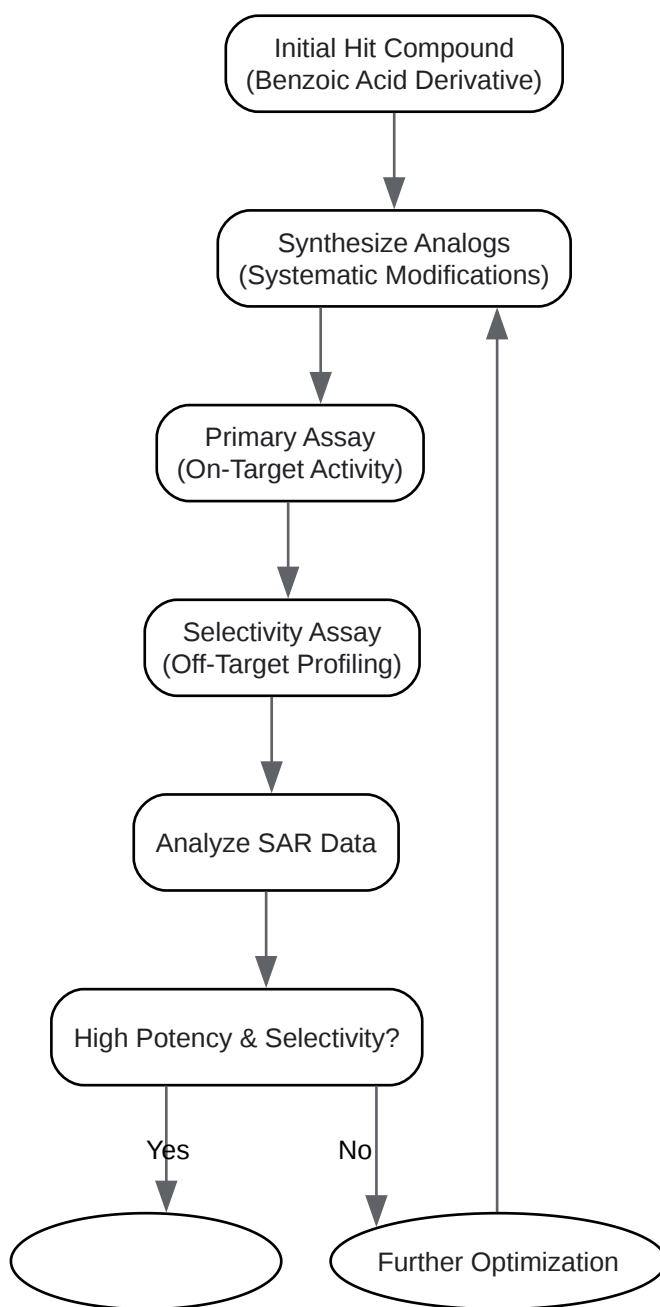 Initial Hit Compound
(Benzoic Acid Derivative)
Synthesize Analogs
(Systematic Modifications)
Primary Assay
(On-Target Activity)
Selectivity Assay
(Off-Target Profiling)
Analyze SAR Data
High Potency & Selectivity?
Yes
No
Further Optimization